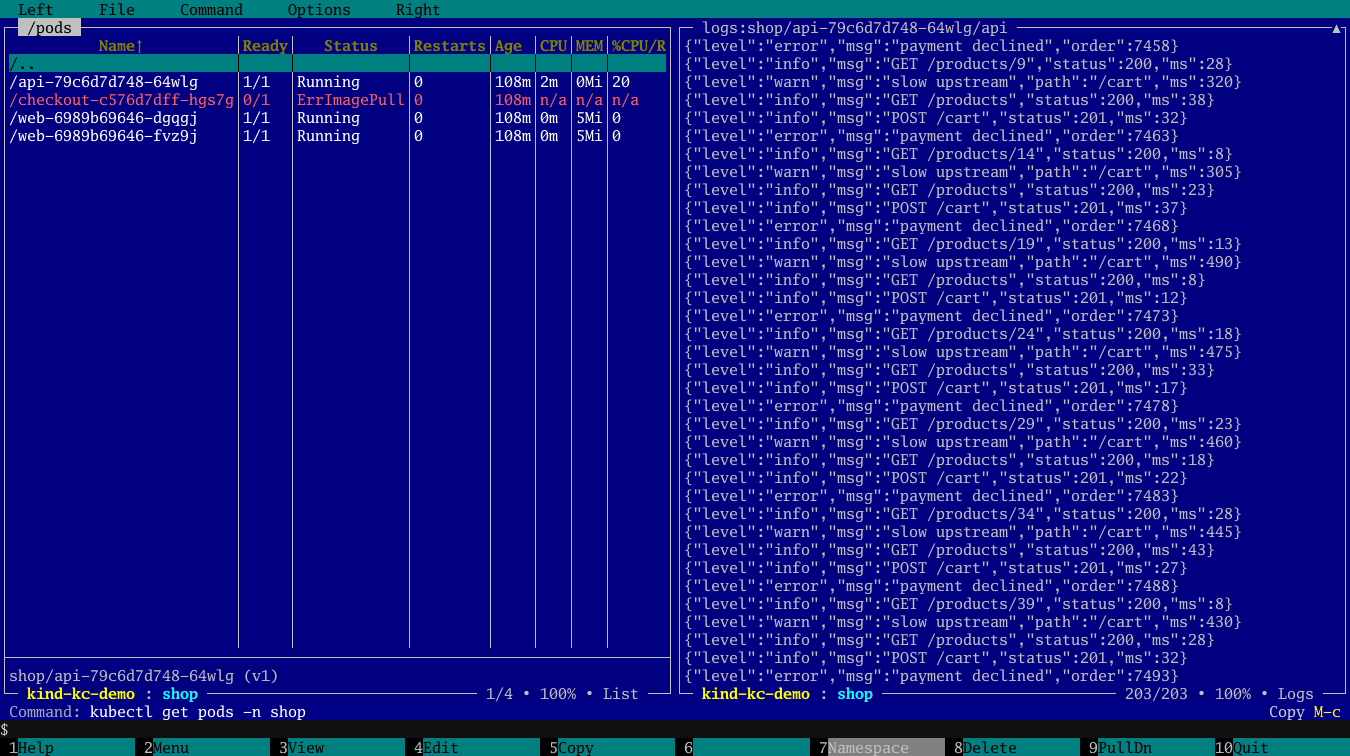 Left File Command Options Right
/pods
Name↑ Ready Status Restarts Age CPU MEM %CPU/R
/..
/api-79c6d7d748-64wlg 1/1 Running 0 108m 2m 0Mi 20
/checkout-c576d7dff-hgs7g 0/1 ErrImagePull 0 108m n/a n/a n/a
/web-6989b69646-dgqgj 1/1 Running 0 108m 0m 5Mi 0
/web-6989b69646-fvz9j 1/1 Running 0 108m 0m 5Mi 0
shop/api-79c6d7d748-64wlg (v1)
kind-kc-demo : shop 1/4 • 100% • List
logs:shop/api-79c6d7d748-64wlg/api ▲
{"level":"error","msg":"payment declined","order":7458}
{"level":"info","msg":"GET /products/9","status":200,"ms":28}
{"level":"warn","msg":"slow upstream","path":"/cart","ms":320}
{"level":"info","msg":"GET /products","status":200,"ms":38}
{"level":"info","msg":"POST /cart","status":201,"ms":32}
{"level":"error","msg":"payment declined","order":7463}
{"level":"info","msg":"GET /products/14","status":200,"ms":8}
{"level":"warn","msg":"slow upstream","path":"/cart","ms":305}
{"level":"info","msg":"GET /products","status":200,"ms":23}
{"level":"info","msg":"POST /cart","status":201,"ms":37}
{"level":"error","msg":"payment declined","order":7468}
{"level":"info","msg":"GET /products/19","status":200,"ms":13}
{"level":"warn","msg":"slow upstream","path":"/cart","ms":490}
{"level":"info","msg":"GET /products","status":200,"ms":8}
{"level":"info","msg":"POST /cart","status":201,"ms":12}
{"level":"error","msg":"payment declined","order":7473}
{"level":"info","msg":"GET /products/24","status":200,"ms":18}
{"level":"warn","msg":"slow upstream","path":"/cart","ms":475}
{"level":"info","msg":"GET /products","status":200,"ms":33}
{"level":"info","msg":"POST /cart","status":201,"ms":17}
{"level":"error","msg":"payment declined","order":7478}
{"level":"info","msg":"GET /products/29","status":200,"ms":23}
{"level":"warn","msg":"slow upstream","path":"/cart","ms":460}
{"level":"info","msg":"GET /products","status":200,"ms":18}
{"level":"info","msg":"POST /cart","status":201,"ms":22}
{"level":"error","msg":"payment declined","order":7483}
{"level":"info","msg":"GET /products/34","status":200,"ms":28}
{"level":"warn","msg":"slow upstream","path":"/cart","ms":445}
{"level":"info","msg":"GET /products","status":200,"ms":43}
{"level":"info","msg":"POST /cart","status":201,"ms":27}
{"level":"error","msg":"payment declined","order":7488}
{"level":"info","msg":"GET /products/39","status":200,"ms":8}
{"level":"warn","msg":"slow upstream","path":"/cart","ms":430}
{"level":"info","msg":"GET /products","status":200,"ms":28}
{"level":"info","msg":"POST /cart","status":201,"ms":32}
{"level":"error","msg":"payment declined","order":7493}
kind-kc-demo : shop 203/203 • 100% • Logs
Command: kubectl get pods -n shop Copy M-c
$
1Help 2Menu 3View 4Edit 5Copy 6 7Namespace 8Delete 9PullDn 10Quit